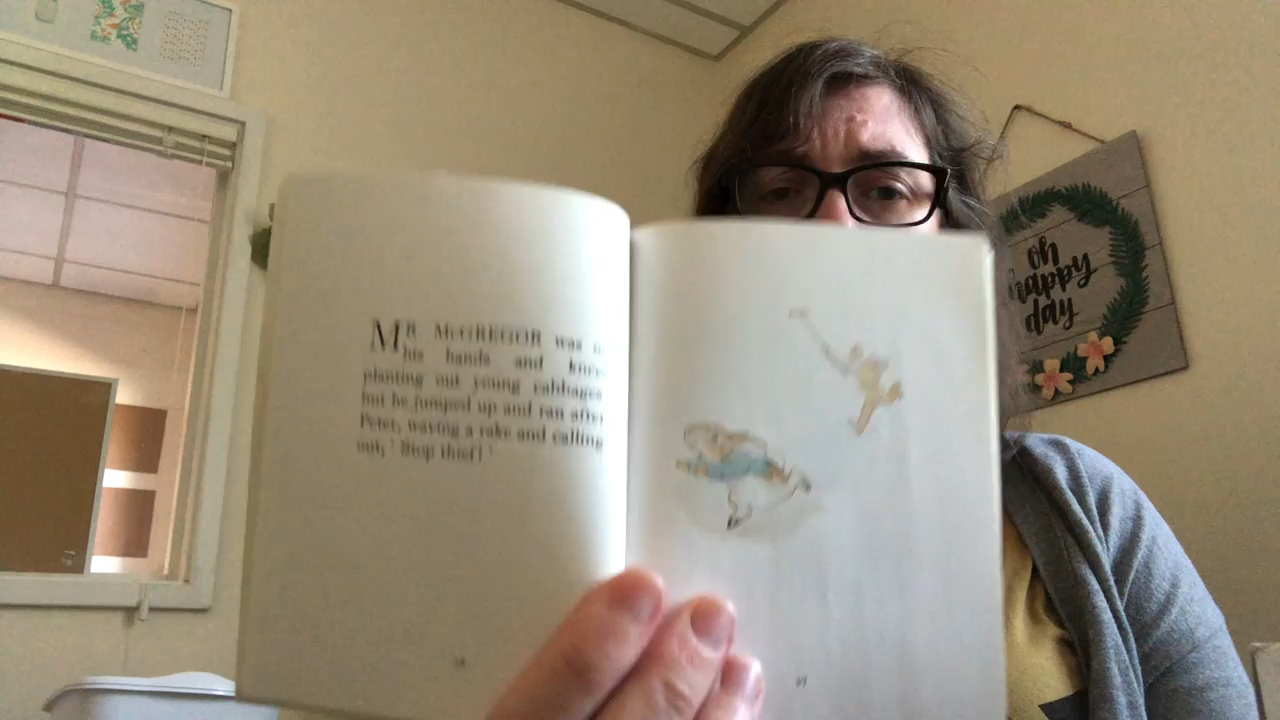 MR. McGREGOR was
his hands and knees
planting out young cabbages
but he jumped up and ran after
Peter, waving a rake and calling
out, ' Stop thief! '
oh
happy
day